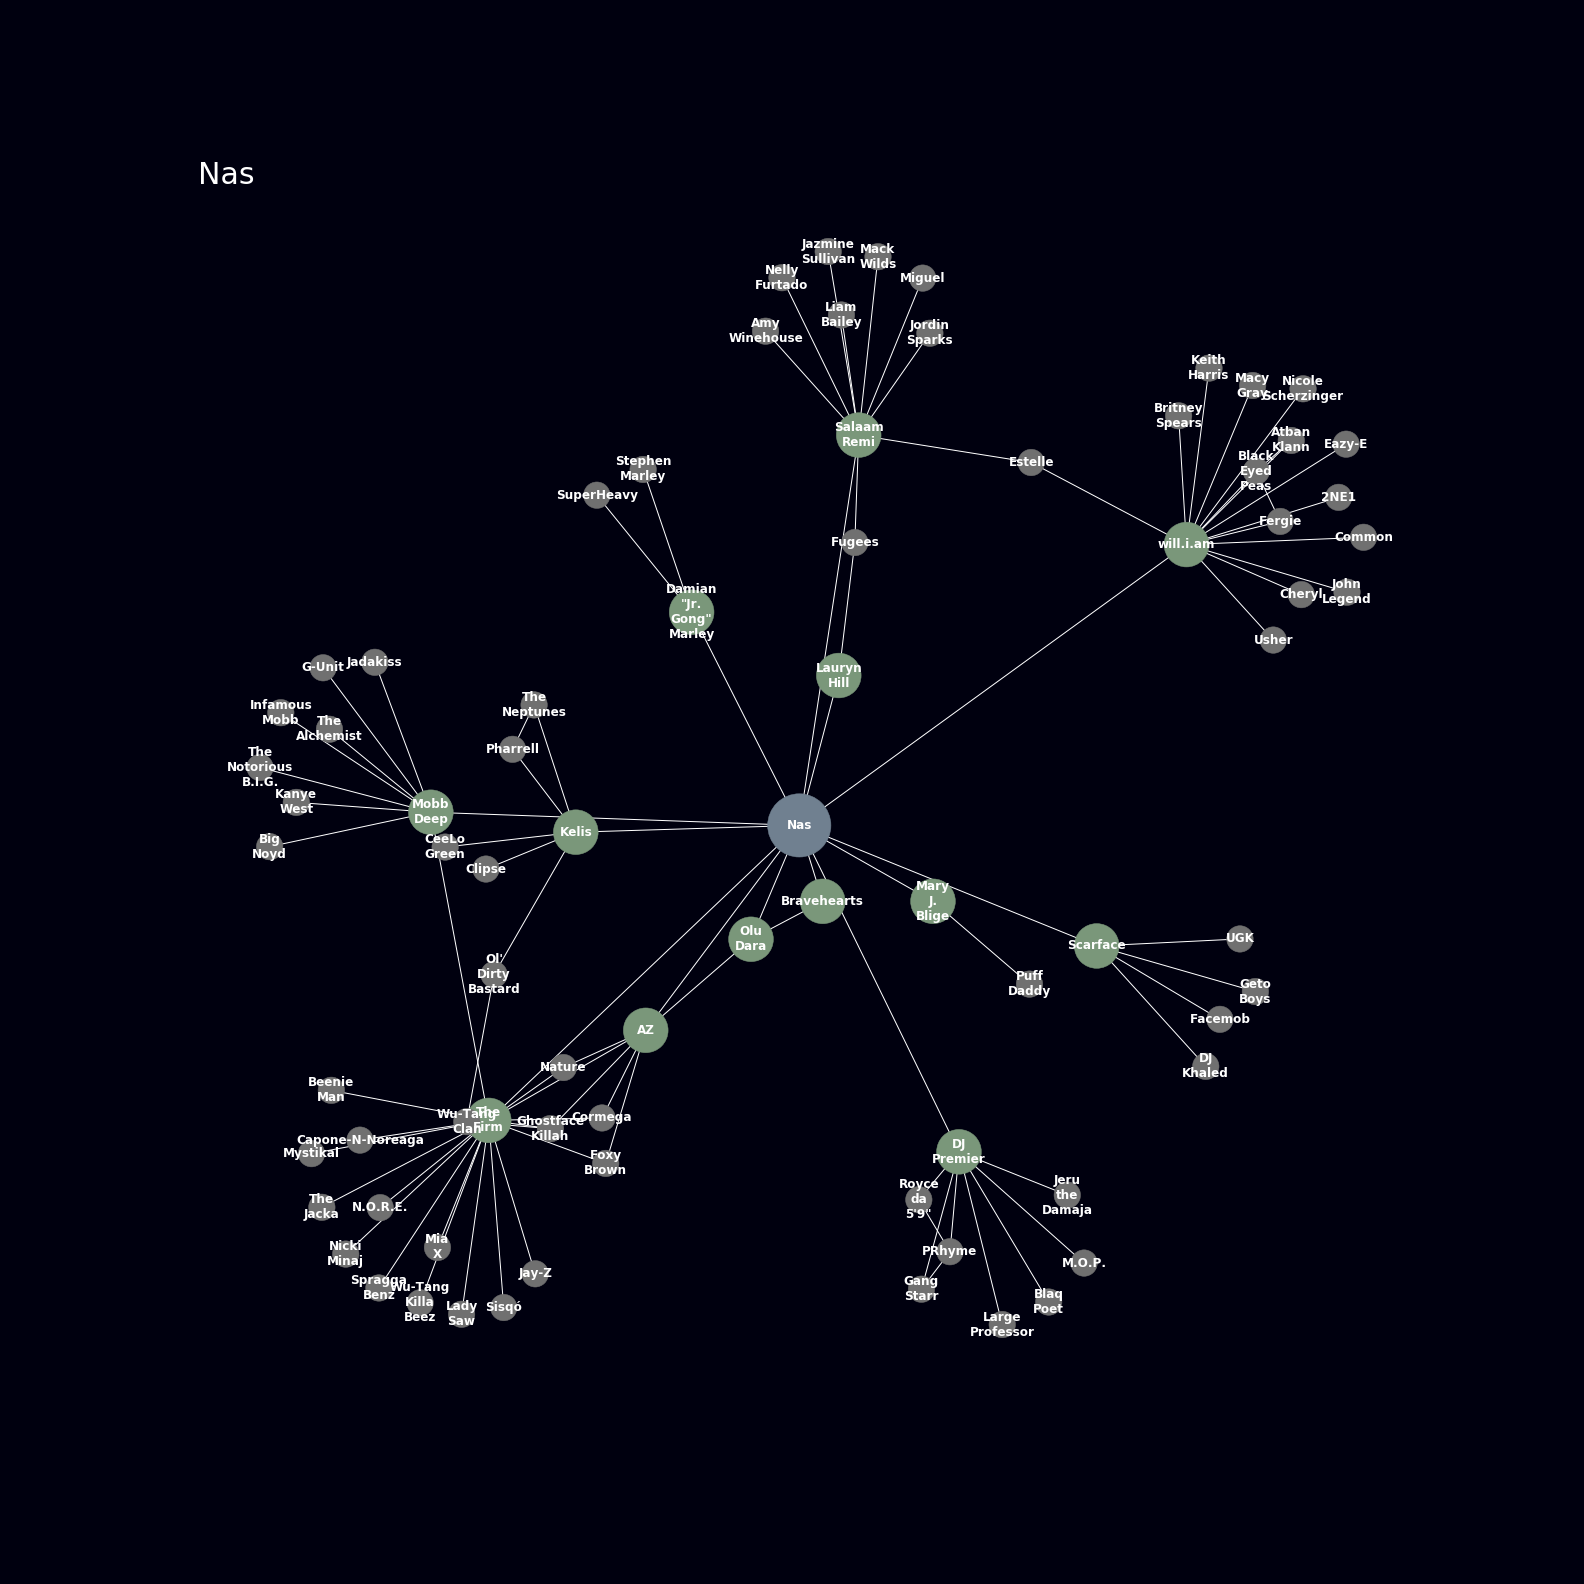 Nas
Jazmine
Sullivan
Mack
Wilds
Nelly
Furtado
Miguel
Liam
Bailey
Amy
Winehouse
Jordin
Sparks
Keith
Harris
Macy
Gray
Nicole
Scherzinger
Britney
Spears
Salaam
Remi
Atban
Klann
Eazy-E
Black
Eyed
Peas
Estelle
Stephen
Marley
SuperHeavy
2NE1
Fergie
Common
Fugees
will.i.am
Damian
"Jr.
Gong"
Marley
Cheryl
John
Legend
Usher
Lauryn
Hill
G-Unit
Jadakiss
Infamous
Mobb
The
Alchemist
The
Neptunes
Pharrell
The
Notorious
B.I.G.
Kanye
West
Mobb
Deep
Nas
Kelis
Big
Noyd
CeeLo
Green
Clipse
Bravehearts
Mary
J.
Blige
Olu
Dara
Scarface
UGK
Ol'
Dirty
Bastard
Puff
Daddy
Geto
Boys
Facemob
AZ
DJ
Khaled
Nature
Beenie
Man
Wu-Tang
Clan
The
Firm
Ghostface
Killah
Cormega
Capone-N-Noreaga
Mystikal
Foxy
Brown
DJ
Premier
The
Jacka
N.O.R.E.
Royce
da
5'9"
Jeru
the
Damaja
Nicki
Minaj
Mia
X
PRhyme
M.O.P.
Spragga
Benz
Wu-Tang
Killa
Beez
Jay-Z
Lady
Saw
Sisqó
Gang
Starr
Blaq
Poet
Large
Professor